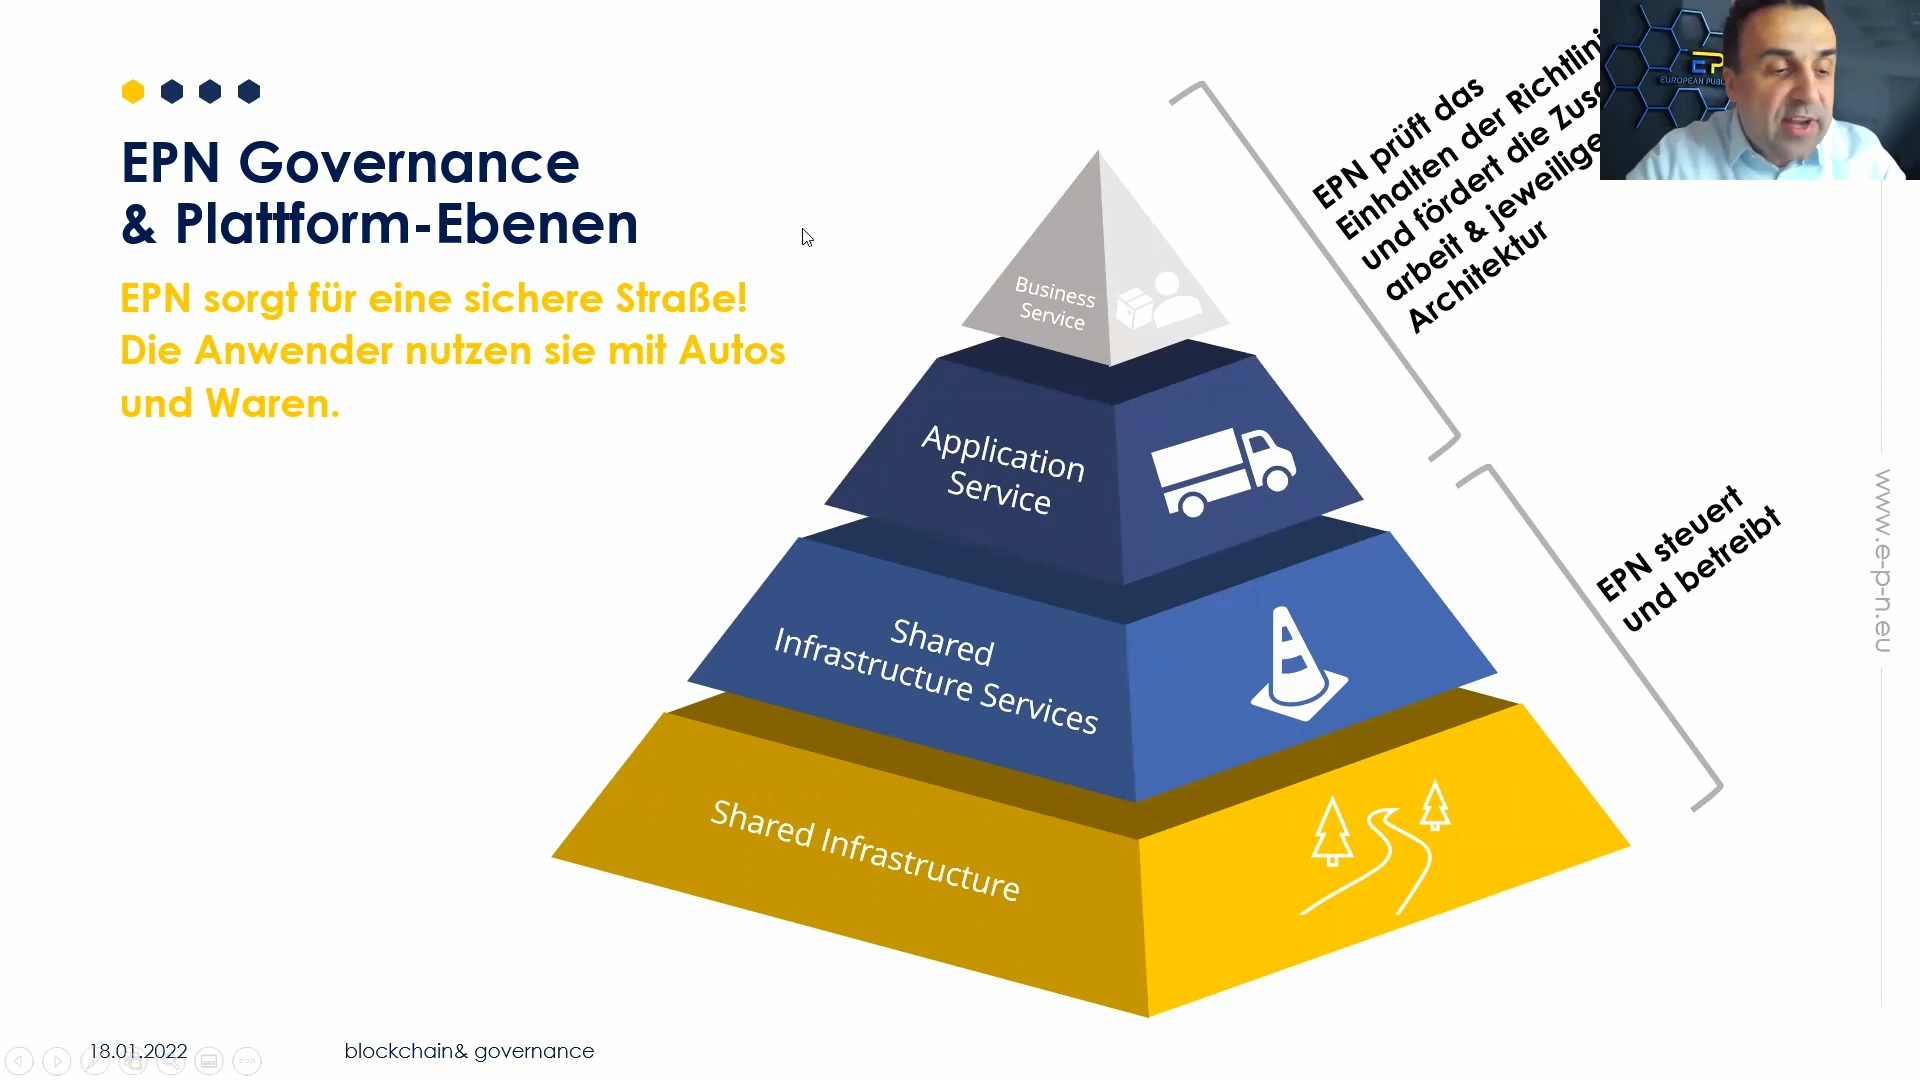 EPN Governance
& Plattform-Ebenen
EPN sorgt für eine sichere Straße!
Die Anwender nutzen sie mit Autos
und Waren.
Business
Service
Application
Service
Shared
Infrastructure Services
Shared Infrastructure
EPN prüft das
Einhalten der
und fördert die
arbeit & jeweilige
Architektur
EPN steuert
und betreibt
EUROPEAN
www.e-p-n.eu
18.01.2022
blockchain& governance